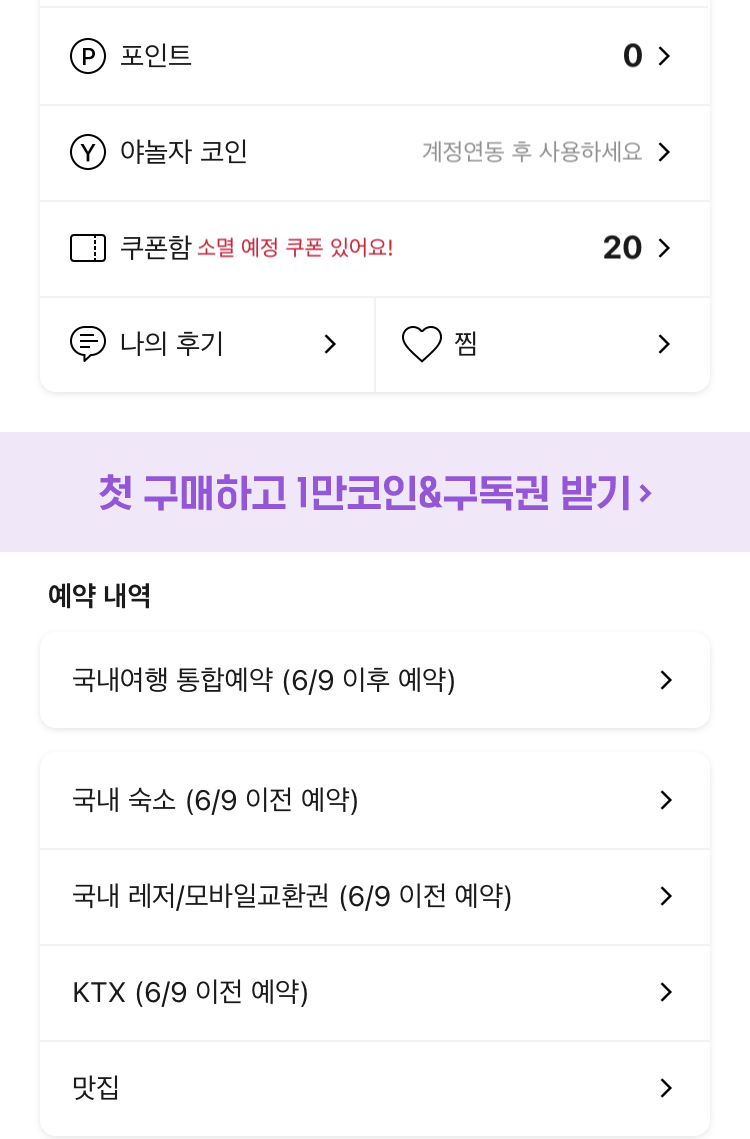 P 포인트 0
Y 야놀자 코인 계정연동 후 사용하세요
쿠폰함 소멸 예정 쿠폰 있어요! 20
나의 후기 찜
첫 구매하고 1만코인&구독권 받기
예약 내역
국내여행 통합예약 (6/9 이후 예약)
국내 숙소 (6/9 이전 예약)
국내 레저/모바일교환권 (6/9 이전 예약)
KTX (6/9 이전 예약)
맛집